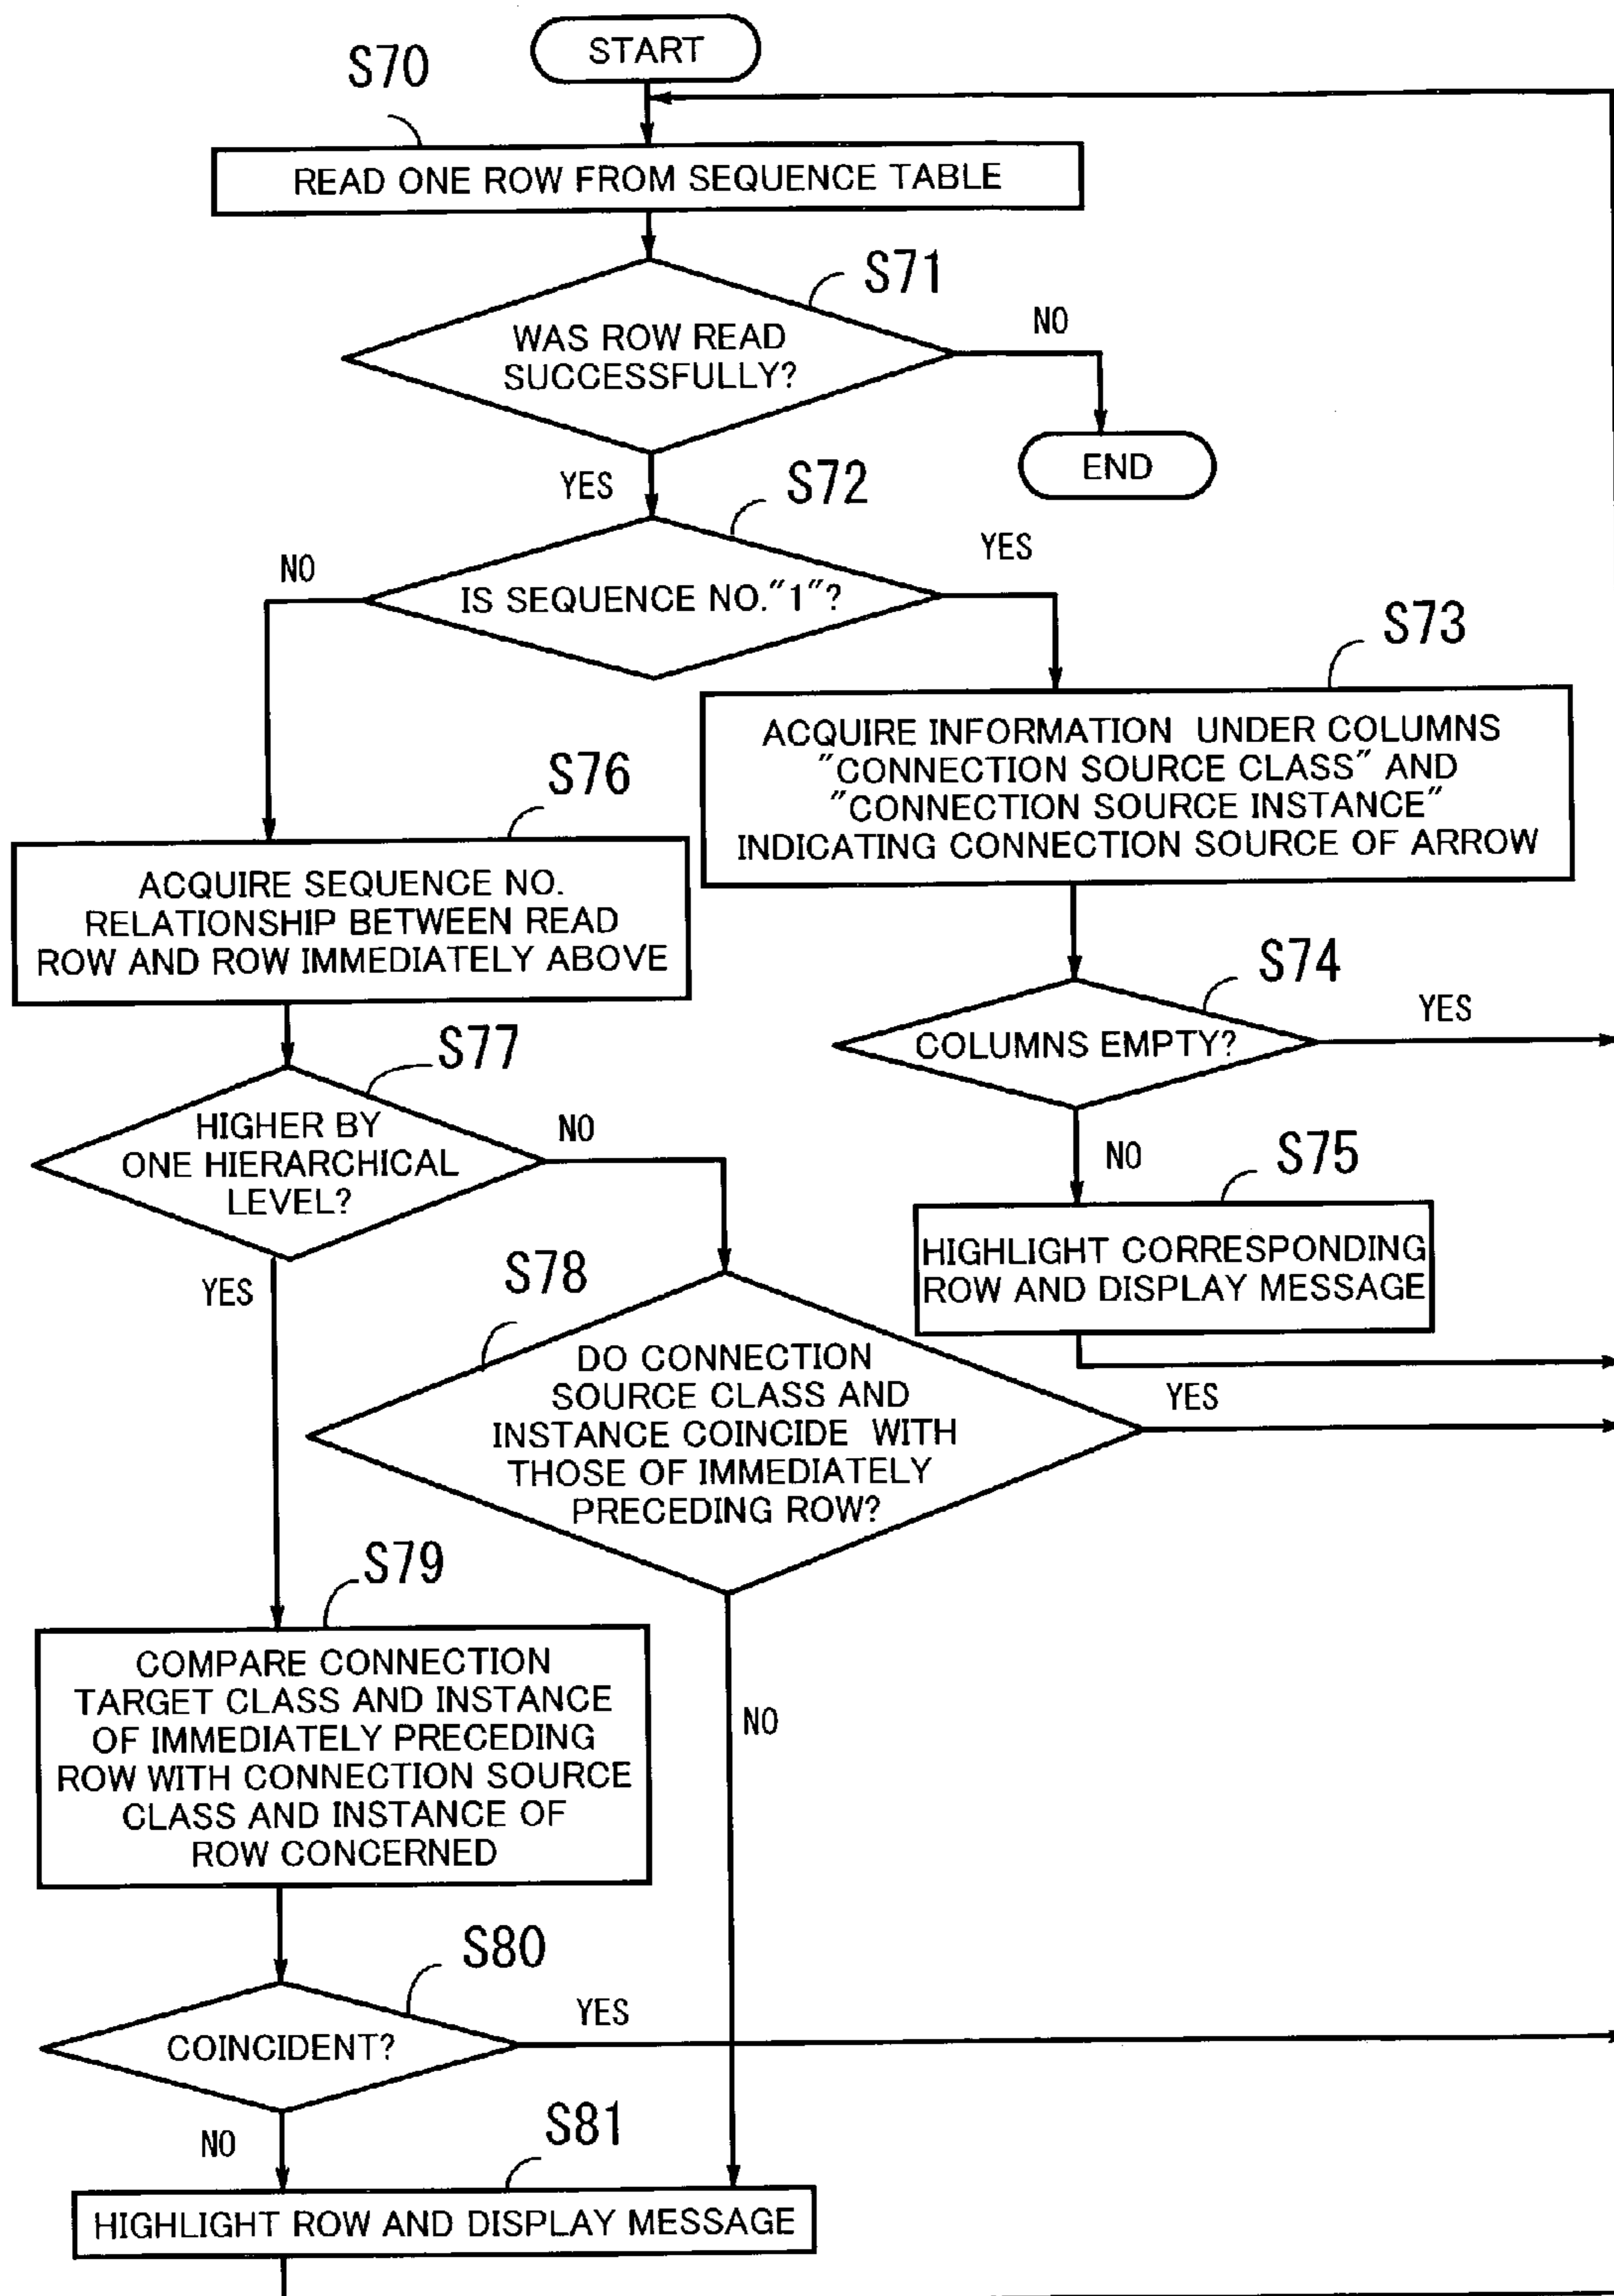 START
S70
READ ONE ROW FROM SEQUENCE TABLE
S71
WAS ROW READ
SUCCESSFULLY?
NO
END
YES
S72
IS SEQUENCE NO."1"?
NO
YES
S73
ACQUIRE INFORMATION UNDER COLUMNS
"CONNECTION SOURCE CLASS" AND
"CONNECTION SOURCE INSTANCE"
INDICATING CONNECTION SOURCE OF ARROW
S76
ACQUIRE SEQUENCE NO.
RELATIONSHIP BETWEEN READ
ROW AND ROW IMMEDIATELY ABOVE
S74
COLUMNS EMPTY?
YES
NO
S77
HIGHER BY
ONE HIERARCHICAL
LEVEL?
NO
YES
S75
HIGHLIGHT CORRESPONDING
ROW AND DISPLAY MESSAGE
S78
DO CONNECTION
SOURCE CLASS AND
INSTANCE COINCIDE WITH
THOSE OF IMMEDIATELY
PRECEDING ROW?
YES
NO
S79
COMPARE CONNECTION
TARGET CLASS AND INSTANCE
OF IMMEDIATELY PRECEDING
ROW WITH CONNECTION SOURCE
CLASS AND INSTANCE OF
ROW CONCERNED
S80
COINCIDENT?
YES
NO
S81
HIGHLIGHT ROW AND DISPLAY MESSAGE